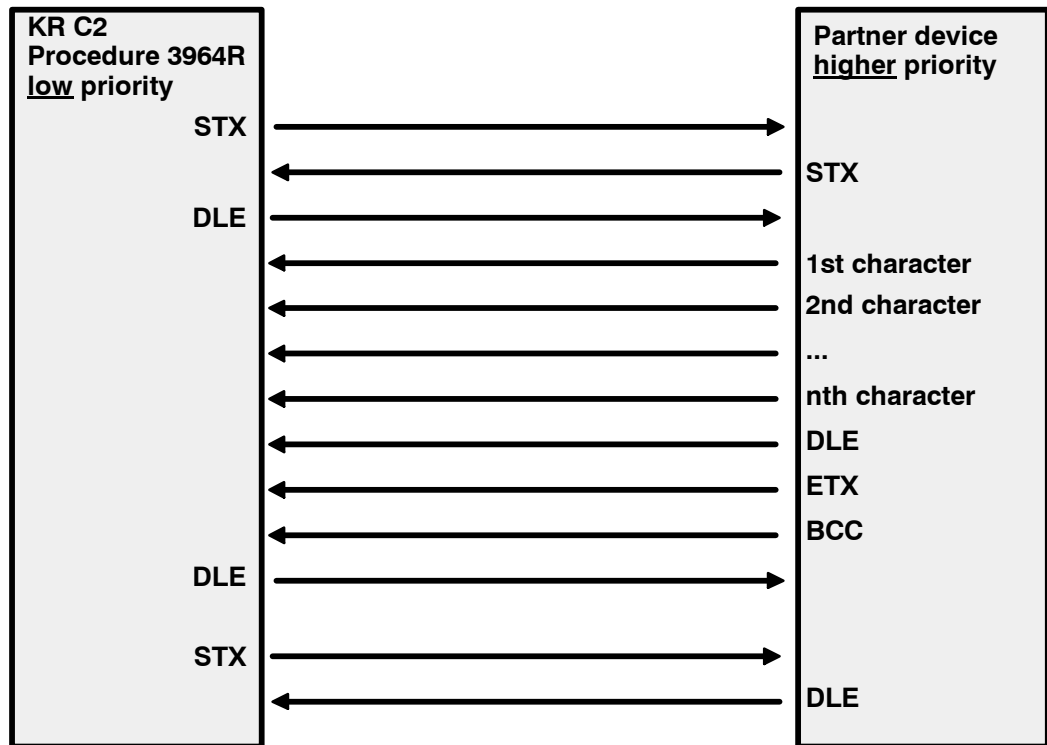 KR C2
Procedure 3964R
low priority
Partner device
higher priority
STX
STX
DLE
1st character
2nd character
...
nth character
DLE
ETX
BCC
DLE
STX
DLE